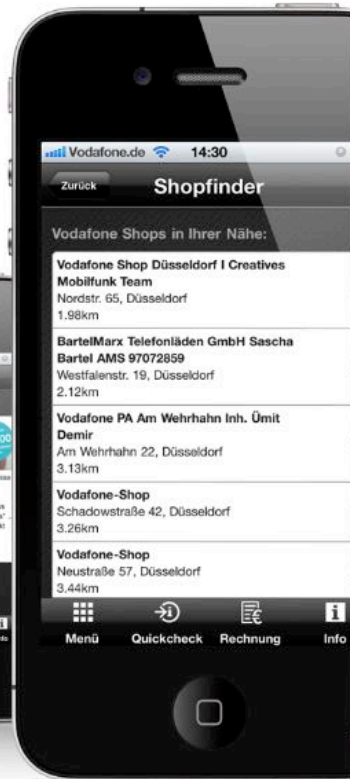 Vodafone.de 14:30
Zurück Shopfinder
Vodafone Shops in Ihrer Nähe:
Vodafone Shop Düsseldorf I Creatives
Mobilfunk Team
Nordstr. 65, Düsseldorf
1.98km
BartelMarx Telefonläden GmbH Sascha
Bartel AMS 97072859
Westfalenstr. 19, Düsseldorf
2.12km
Vodafone PA Am Wehrhahn Inh. Ümit
Demir
Am Wehrhahn 22, Düsseldorf
3.13km
Vodafone-Shop
Schadowstraße 42, Düsseldorf
3.26km
Vodafone-Shop
Neustraße 57, Düsseldorf
3.44km
Menü Quickcheck Rechnung Info